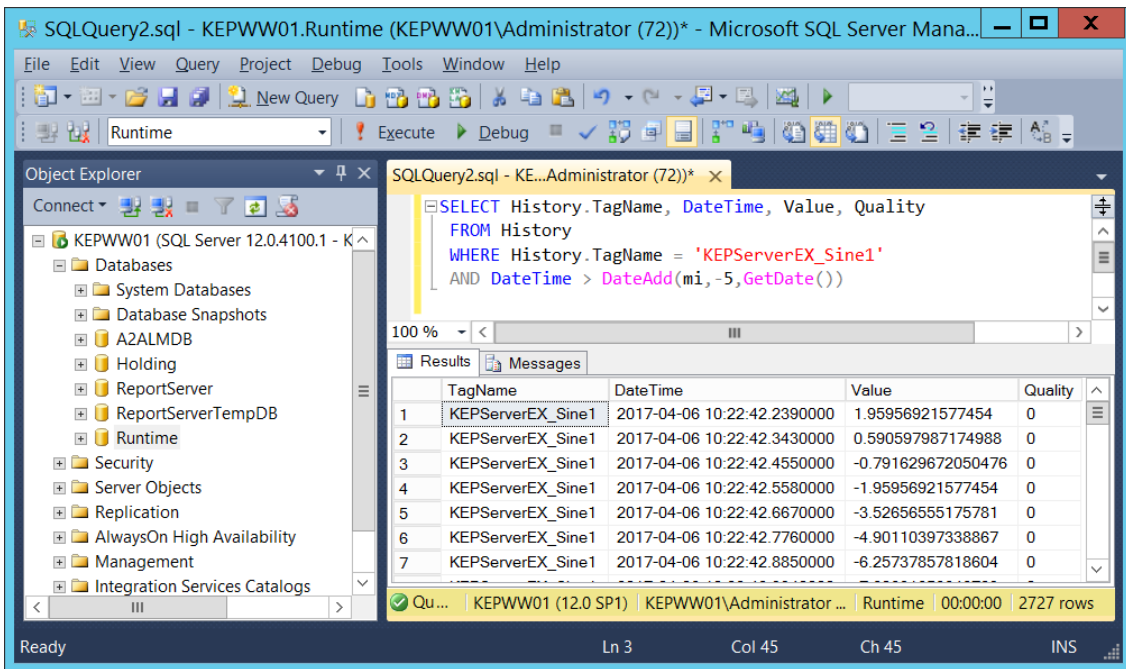 SQLQuery2.sql - KEPWW01.Runtime (KEPWW01\Administrator (72))* - Microsoft SQL Server Mana...
File Edit View Query Project Debug Tools Window Help
New Query
Runtime Execute Debug
Object Explorer
Connect
KEPWW01 (SQL Server 12.0.4100.1 - K
Databases
System Databases
Database Snapshots
A2ALMDB
Holding
ReportServer
ReportServerTempDB
Runtime
Security
Server Objects
Replication
AlwaysOn High Availability
Management
Integration Services Catalogs
SQLQuery2.sql - KE...Administrator (72))*
SELECT History.TagName, DateTime, Value, Quality
FROM History
WHERE History.TagName = 'KEPServerEX_Sine1'
AND DateTime > DateAdd(mi,-5,GetDate())
100 %
Results Messages
TagName DateTime Value Quality
1 KEPServerEX_Sine1 2017-04-06 10:22:42.2390000 1.95956921577454 0
2 KEPServerEX_Sine1 2017-04-06 10:22:42.3430000 0.590597987174988 0
3 KEPServerEX_Sine1 2017-04-06 10:22:42.4550000 -0.791629672050476 0
4 KEPServerEX_Sine1 2017-04-06 10:22:42.5580000 -1.95956921577454 0
5 KEPServerEX_Sine1 2017-04-06 10:22:42.6670000 -3.52656555175781 0
6 KEPServerEX_Sine1 2017-04-06 10:22:42.7760000 -4.90110397338867 0
7 KEPServerEX_Sine1 2017-04-06 10:22:42.8850000 -6.25737857818604 0
Qu... KEPWW01 (12.0 SP1) KEPWW01\Administrator ... Runtime 00:00:00 2727 rows
Ready Ln 3 Col 45 Ch 45 INS